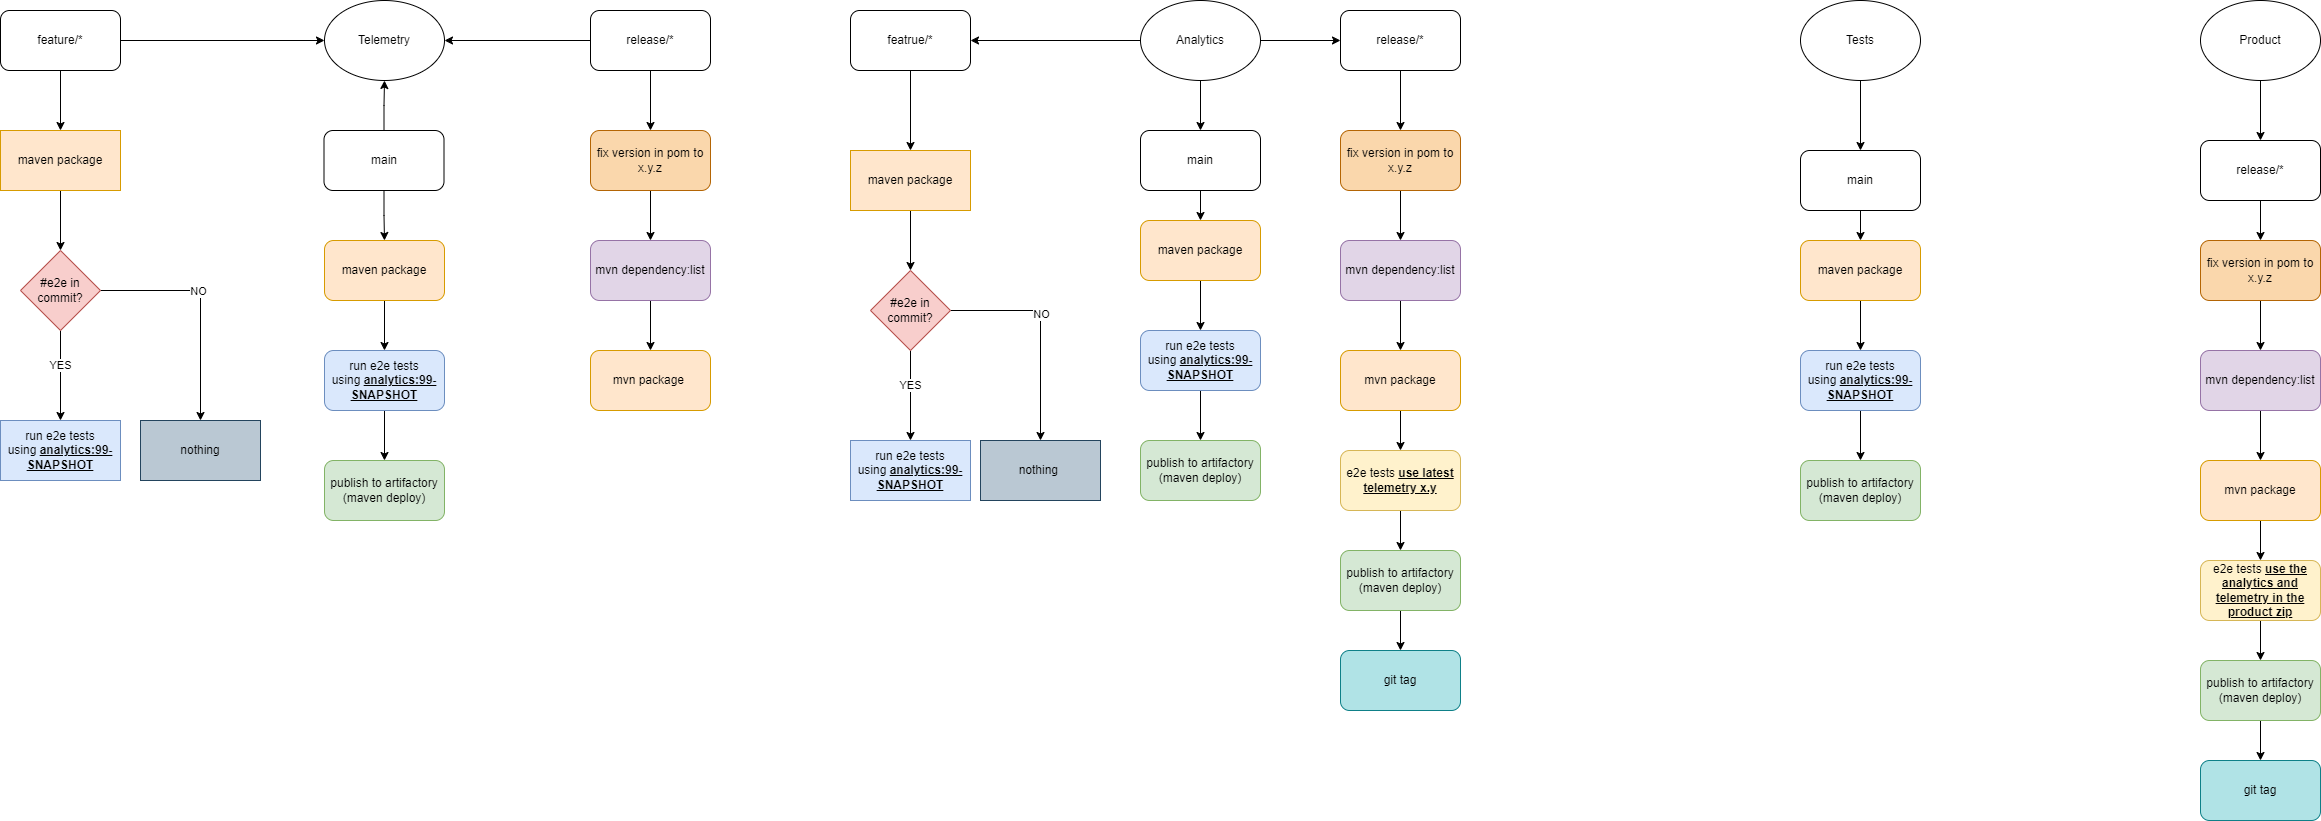 feature/*
Telemetry
release/*
featrue/*
Analytics
release/*
Tests
Product
maven package
main
fix version in pom to
x.y.z
maven package
main
fix version in pom to
x.y.z
main
release/*
#e2e in
commit?
NO
YES
maven package
mvn dependency:list
#e2e in
commit?
NO
YES
maven package
mvn dependency:list
maven package
fix version in pom to
x.y.z
run e2e tests
using analytics:99-
SNAPSHOT
nothing
run e2e tests
using analytics:99-
SNAPSHOT
mvn package
run e2e tests
using analytics:99-
SNAPSHOT
nothing
run e2e tests
using analytics:99-
SNAPSHOT
mvn package
run e2e tests
using analytics:99-
SNAPSHOT
mvn dependency:list
publish to artifactory
(maven deploy)
publish to artifactory
(maven deploy)
e2e tests use latest
telemetry x.y
publish to artifactory
(maven deploy)
mvn package
publish to artifactory
(maven deploy)
e2e tests use the
analytics and
telemetry in the
product zip
git tag
publish to artifactory
(maven deploy)
git tag